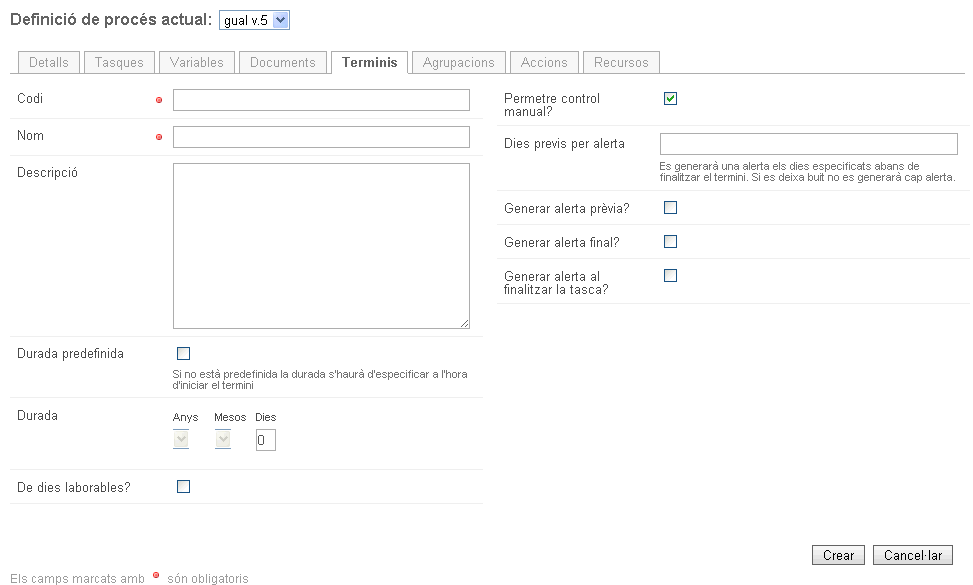 Definició de procés actual: gual v.5
Detalls Tasques Variables Documents Terminis Agrupacions Accions Recursos
Codi
Nom
Descripció
Durada predefinida
Si no està predefinida la durada s'haurà d'especificar a l'hora
d'iniciar el termini
Durada
Anys Mesos Dies
0
De dies laborables?
Permetre control
manual?
Dies previs per alerta
Es generarà una alerta els dies especificats abans de
finalitzar el termini. Si es deixa buit no es generarà cap alerta.
Generar alerta prèvia?
Generar alerta final?
Generar alerta al
finalitzar la tasca?
Crear Cancel·lar
Els camps marcats amb són obligatoris